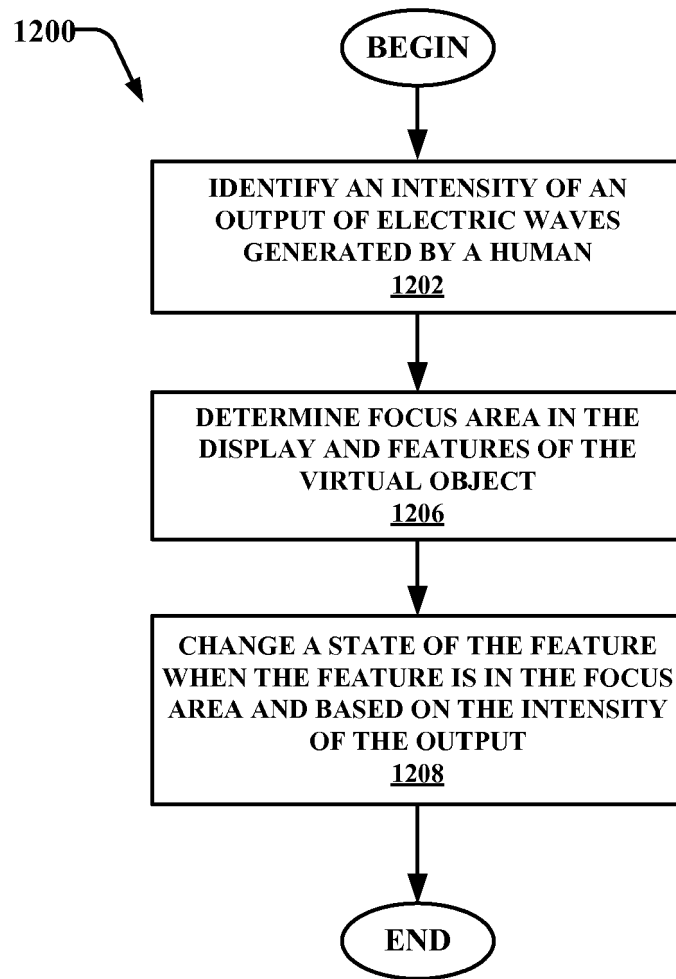 1200
BEGIN
IDENTIFY AN INTENSITY OF AN
OUTPUT OF ELECTRIC WAVES
GENERATED BY A HUMAN
1202
DETERMINE FOCUS AREA IN THE
DISPLAY AND FEATURES OF THE
VIRTUAL OBJECT
1206
CHANGE A STATE OF THE FEATURE
WHEN THE FEATURE IS IN THE FOCUS
AREA AND BASED ON THE INTENSITY
OF THE OUTPUT
1208
END